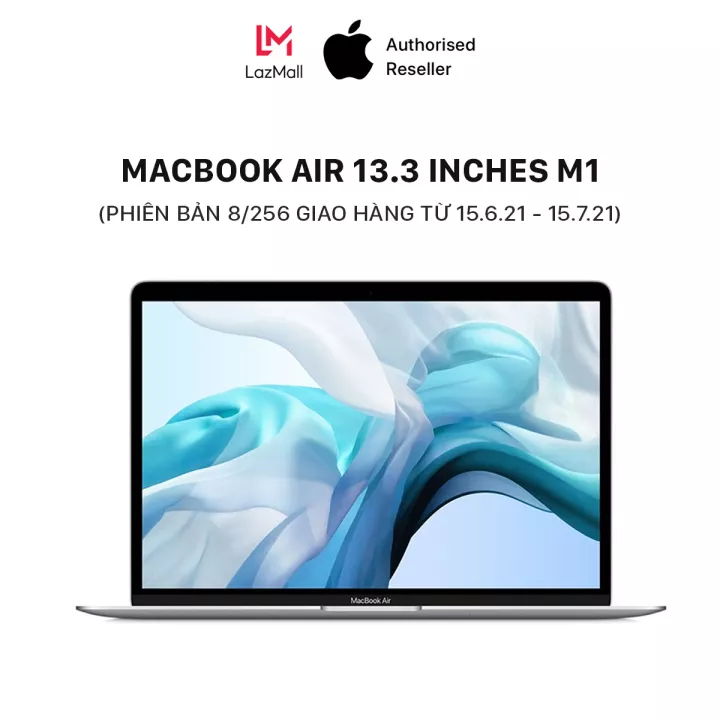 LM
LazMall
Authorised
Reseller
MACBOOK AIR 13.3 INCHES M1
(PHIÊN BẢN 8/256 GIAO HÀNG TỪ 15.6.21 - 15.7.21)
MacBook Air